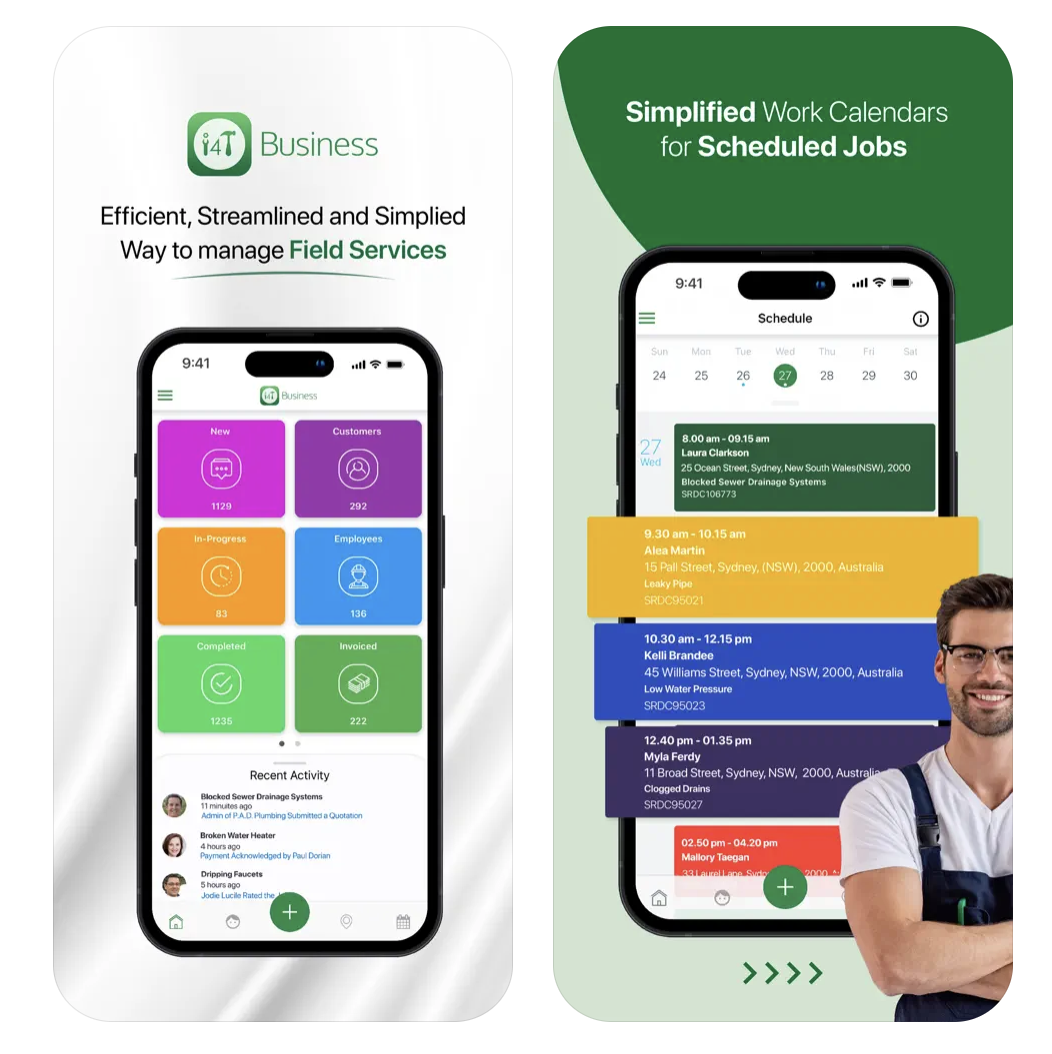 i4T Business
Efficient, Streamlined and Simplied
Way to manage Field Services
9:41
i4T Business
New
1129
Customers
292
In-Progress
83
Employees
136
Completed
1235
Invoiced
222
Recent Activity
Blocked Sewer Drainage Systems
11 minuites ago
Admin of P.A.D. Plumbing Submitted a Quotation
Broken Water Heater
4 hours ago
Payment Acknowledged by Paul Dorian
Dripping Faucets
5 hours ago
Jodie Lucile Rated the
Simplified Work Calendars
for Scheduled Jobs
9:41
Schedule
Sun Mon Tue Wed Thu Fri Sat
24 25 26 27 28 29 30
27
Wed
8.00 am - 09.15 am
Laura Clarkson
25 Ocean Street, Sydney, New South Wales(NSW), 2000
Blocked Sewer Drainage Systems
SRDC106773
9.30 am - 10.15 am
Alea Martin
15 Pall Street, Sydney, (NSW), 2000, Australia
Leaky Pipe
SRDC95021
10.30 am - 12.15 pm
Kelli Brandee
45 Williams Street, Sydney, NSW, 2000, Australia
Low Water Pressure
SRDC95023
12.40 pm - 01.35 pm
Myla Ferdy
11 Broad Street, Sydney, NSW, 2000, Australia
Clogged Drains
SRDC95027
02.50 pm - 04.20 pm
Mallory Taegan
33 Laurel Lane, 2000,